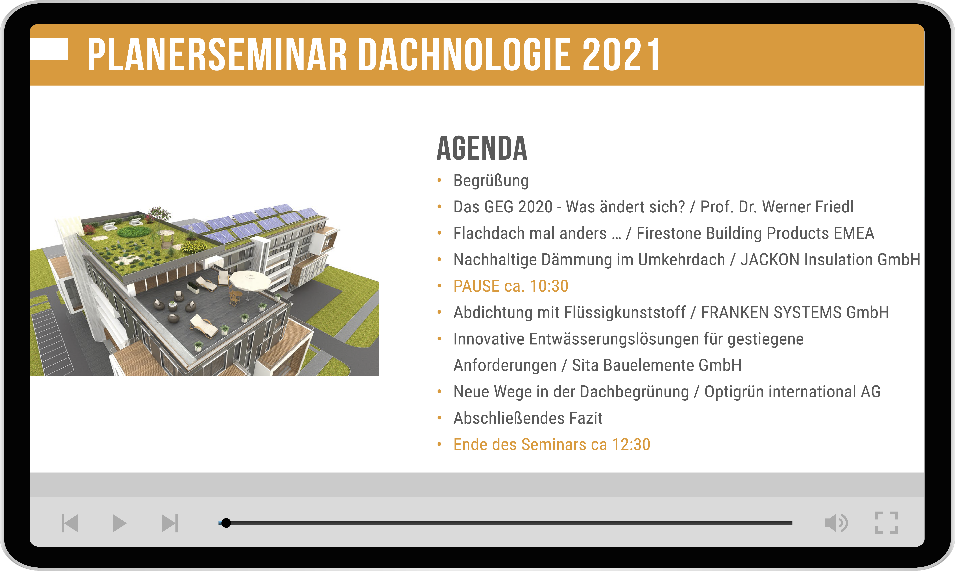 PLANERSEMINAR DACHNOLOGIE 2021
AGENDA
• Begrüßung
• Das GEG 2020 - Was ändert sich? / Prof. Dr. Werner Friedl
• Flachdach mal anders ... / Firestone Building Products EMEA
• Nachhaltige Dämmung im Umkehrdach / JACKON Insulation GmbH
• PAUSE ca. 10:30
• Abdichtung mit Flüssigkunststoff / FRANKEN SYSTEMS GmbH
• Innovative Entwässerungslösungen für gestiegene
Anforderungen / Sita Bauelemente GmbH
• Neue Wege in der Dachbegrünung / Optigrün international AG
• Abschließendes Fazit
• Ende des Seminars ca 12:30